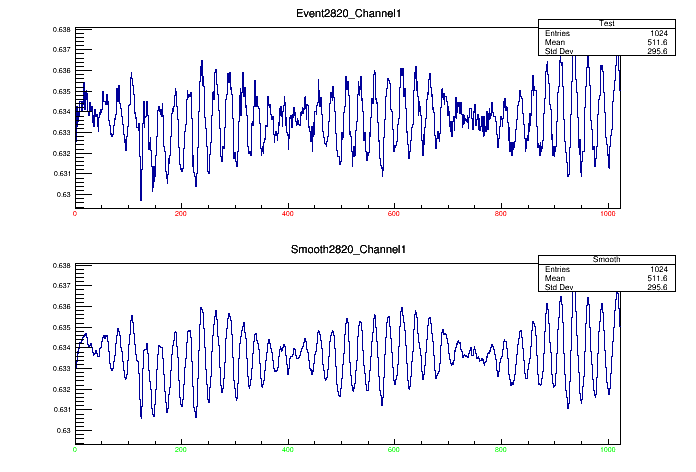 Event2820_Channel1
Test
Entries 1024
Mean 511.6
Std Dev 295.6
0.638
0.637
0.636
0.635
0.634
0.633
0.632
0.631
0.63
0 200 400 600 800 1000
Smooth2820_Channel1
Smooth
Entries 1024
Mean 511.6
Std Dev 295.6
0.638
0.637
0.636
0.635
0.634
0.633
0.632
0.631
0.63
0 200 400 600 800 1000